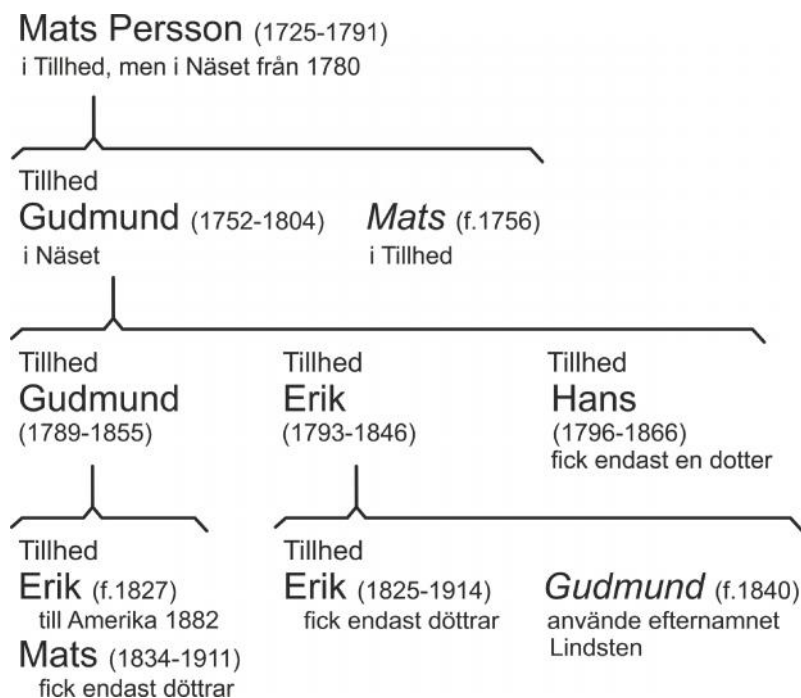 Mats Persson (1725-1791)
i Tillhed, men i Näset från 1780
Tillhed
Gudmund (1752-1804) Mats (f.1756)
i Näset i Tillhed
Tillhed Tillhed Tillhed
Gudmund Erik Hans
(1789-1855) (1793-1846) (1796-1866)
fick endast en dotter
Tillhed Tillhed
Erik (f.1827) Erik (1825-1914) Gudmund (f.1840)
till Amerika 1882 fick endast döttrar använde efternamnet
Mats (1834-1911) Lindsten
fick endast döttrar